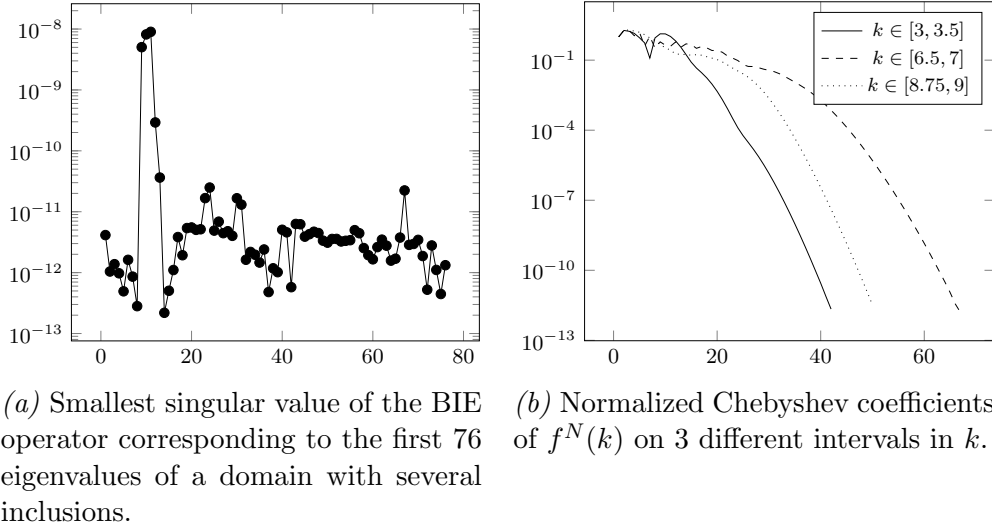 10^{-8}
10^{-9}
10^{-10}
10^{-11}
10^{-12}
10^{-13}
0 20 40 60 80
(a) Smallest singular value of the BIE
operator corresponding to the first 76
eigenvalues of a domain with several
inclusions.
k ∈ [3, 3.5]
k ∈ [6.5, 7]
k ∈ [8.75, 9]
10^{-1}
10^{-4}
10^{-7}
10^{-10}
10^{-13}
0 20 40 60
(b) Normalized Chebyshev coefficients
of f^N(k) on 3 different intervals in k.